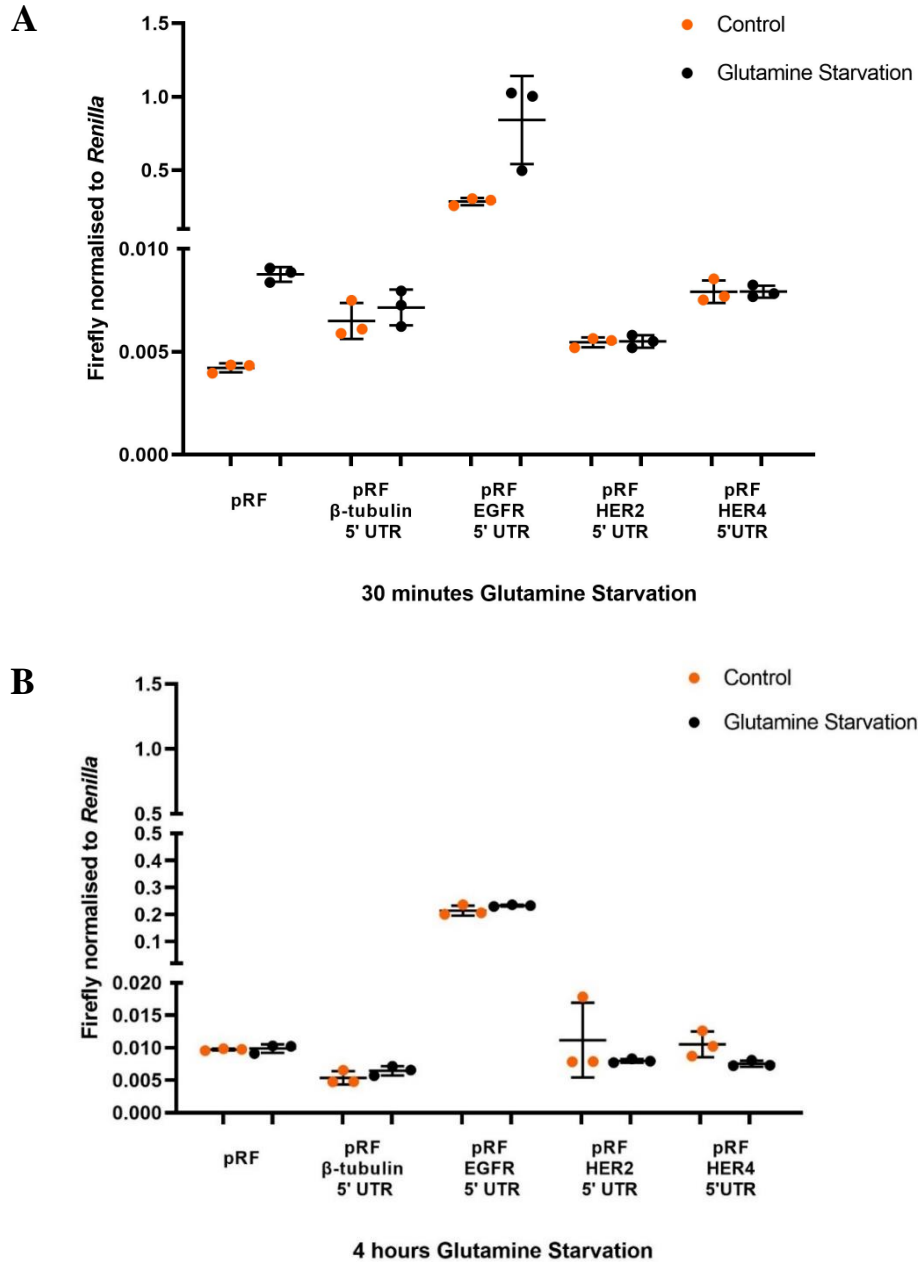 A
Control
Glutamine Starvation
Firefly normalised to Renilla
1.5
1.0
0.5
0.010
0.005
0.000
pRF
pRF
β-tubulin
5' UTR
pRF
EGFR
5' UTR
pRF
HER2
5' UTR
pRF
HER4
5'UTR
30 minutes Glutamine Starvation
B
Control
Glutamine Starvation
Firefly normalised to Renilla
1.5
1.0
0.5
0.5
0.4
0.3
0.2
0.1
0.020
0.015
0.010
0.005
0.000
pRF
pRF
β-tubulin
5' UTR
pRF
EGFR
5' UTR
pRF
HER2
5' UTR
pRF
HER4
5'UTR
4 hours Glutamine Starvation